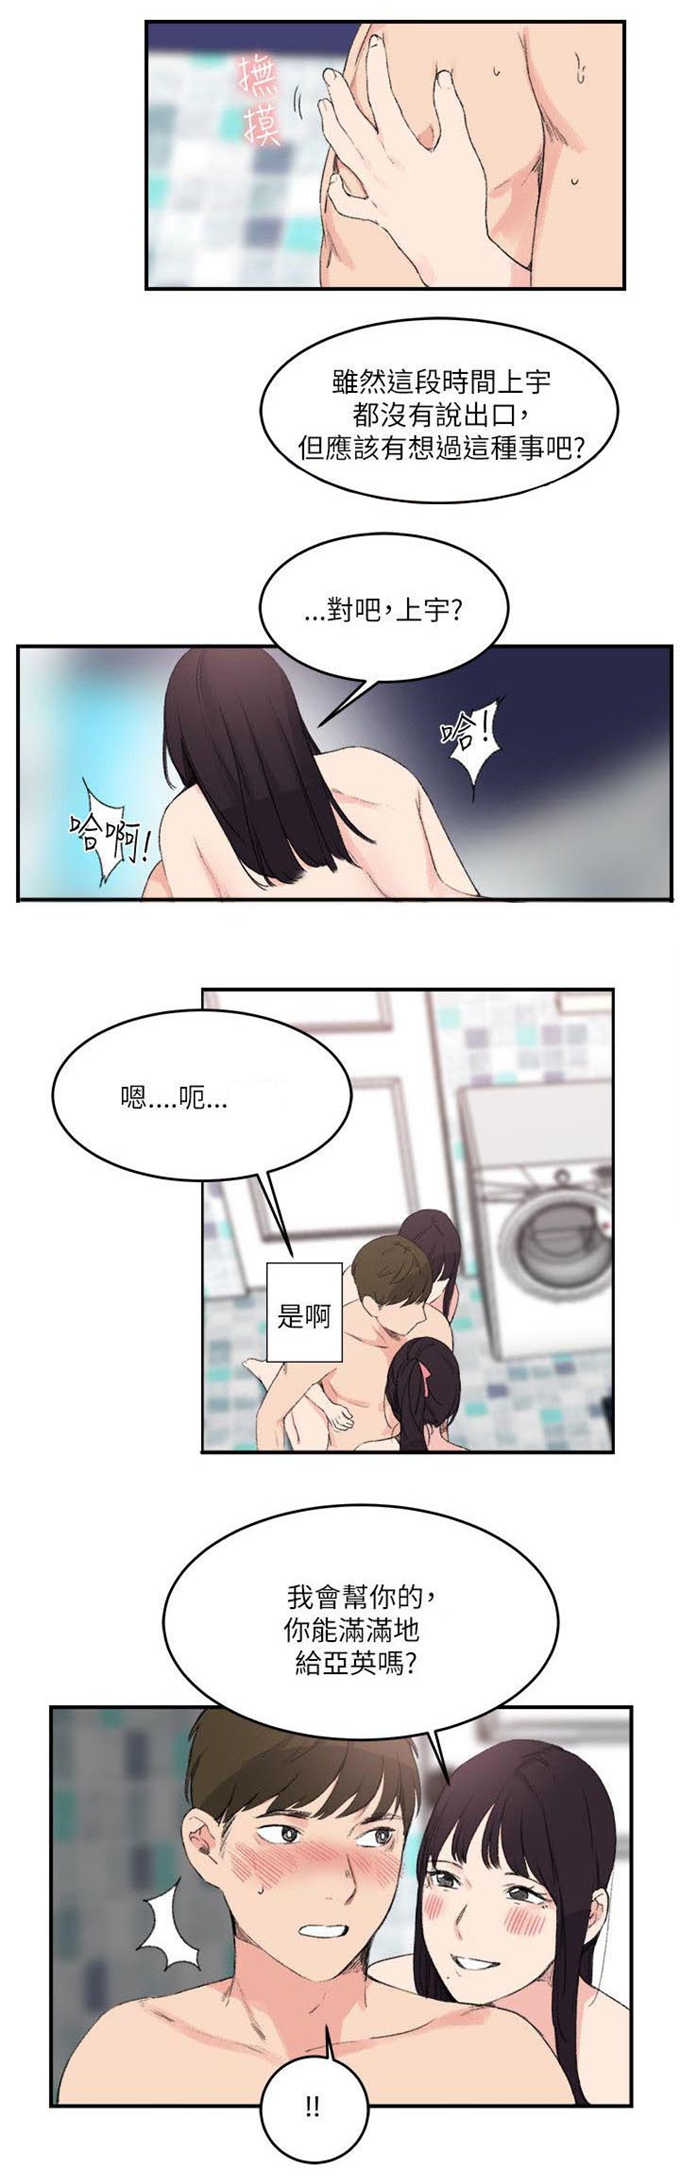 撫
摸
雖然這段時間上宇
都沒有說出口,
但應該有想過這種事吧?
...對吧,上宇?
哈!
哈啊!
嗯....呃...
是啊
我會幫你的,
你能滿滿地
給亞英嗎?
!!